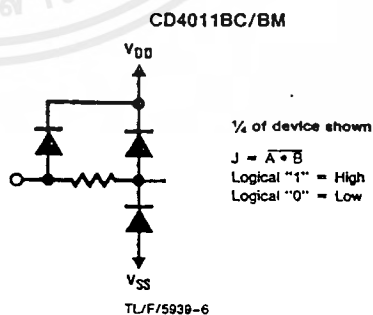 CD4011BC/BM
VDD
¼ of device shown
J = A • B
Logical "1" = High
Logical "0" = Low
VSS
TL/F/5939-6